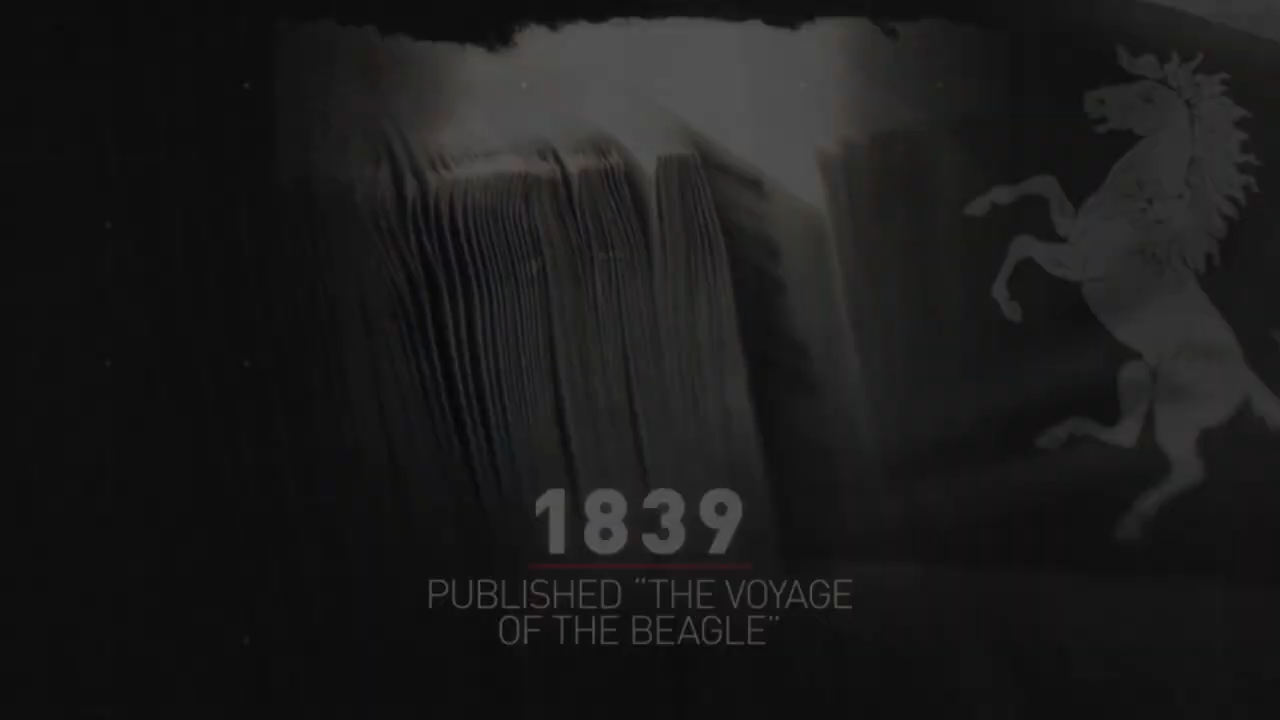 1839
PUBLISHED “THE VOYAGE
OF THE BEAGLE”